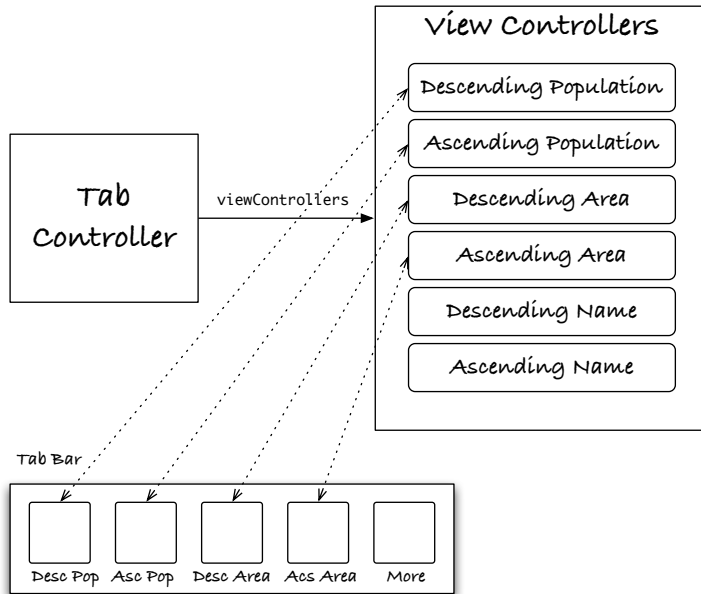 View Controllers
Descending Population
Ascending Population
Descending Area
Ascending Area
Descending Name
Ascending Name
Tab
Controller
viewControllers
Tab Bar
Desc Pop
Asc Pop
Desc Area
Acs Area
More